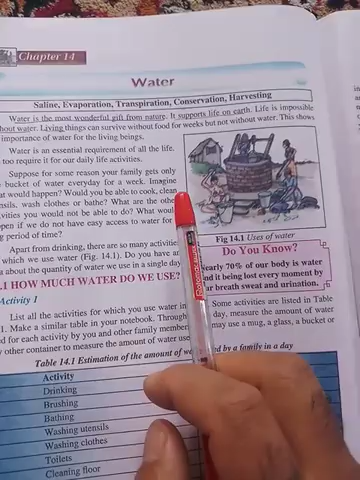 Chapter 14
Water
Saline, Evaporation, Transpiration, Conservation, Harvesting
Water is the most wonderful gift from nature. It supports life on earth. Life is impossible
hout water. Living things can survive without food for weeks but not without water. This shows
importance of water for the living beings.
Water is an essential requirement of all the life.
too require it for our daily life activities.
Suppose for some reason your family gets only
bucket of water everyday for a week. Imagine
at would happen? Would you be able to cook, clean
nsils, wash clothes or bathe? What are the other
ivities you would not be able to do? What would
pen if we do not have easy access to water for
g period of time?
Apart from drinking, there are so many activities
which we use water (Fig. 14.1). Do you have an
a about the quantity of water we use in a single day
Fig 14.1 Uses of water
Do You Know?
Nearly 70% of our body is water
nd it being lost every moment by
ur breath sweat and urination.
.1 HOW MUCH WATER DO WE USE?
Activity 1
List all the activities for which you use water in Some activities are listed in Table
1. Make a similar table in your notebook. Through day, measure the amount of water
ed for each activity by you and other family member may use a mug, a glass, a bucket or
y other container to measure the amount of water use
Table 14.1 Estimation of the amount of w ed by a family in a day
Activity
Drinking
Brushing
Bathing
Washing utensils
Washing clothes
Toilets
Cleaning floor